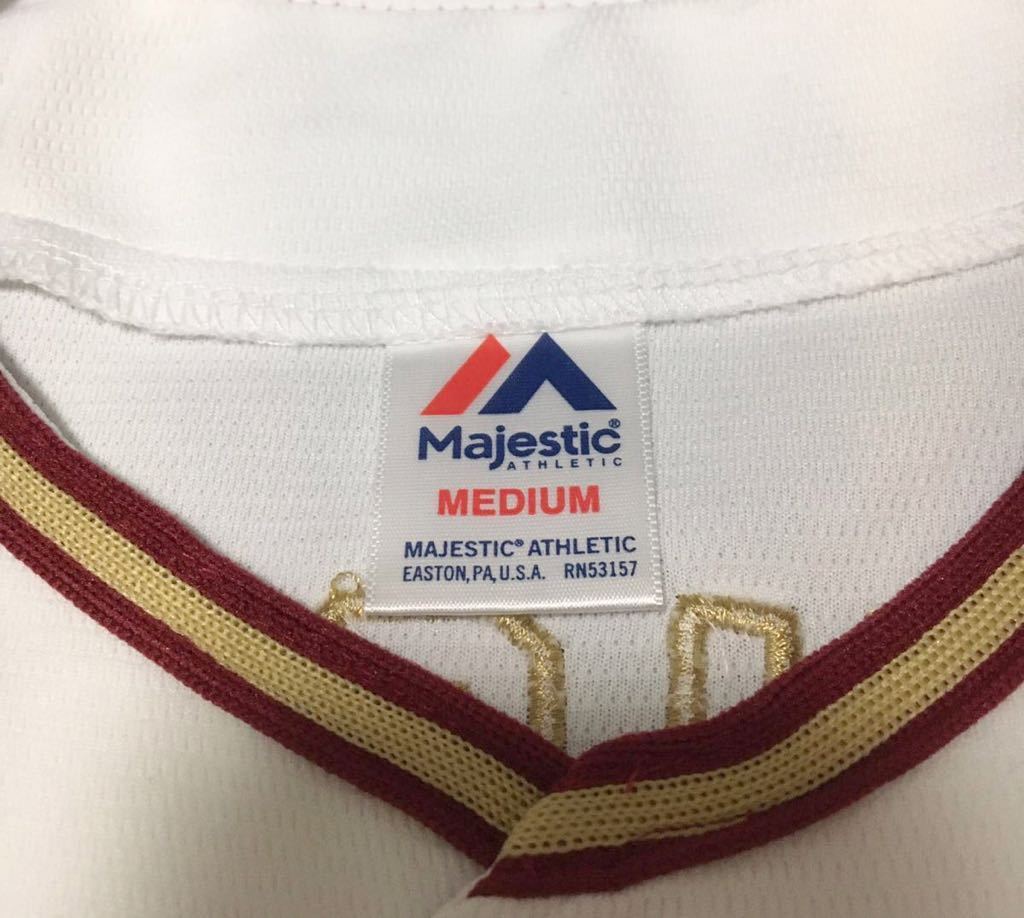 Majestic®
ATHLETIC
MEDIUM
MAJESTIC® ATHLETIC
EASTON, PA, U.S.A. RN53157